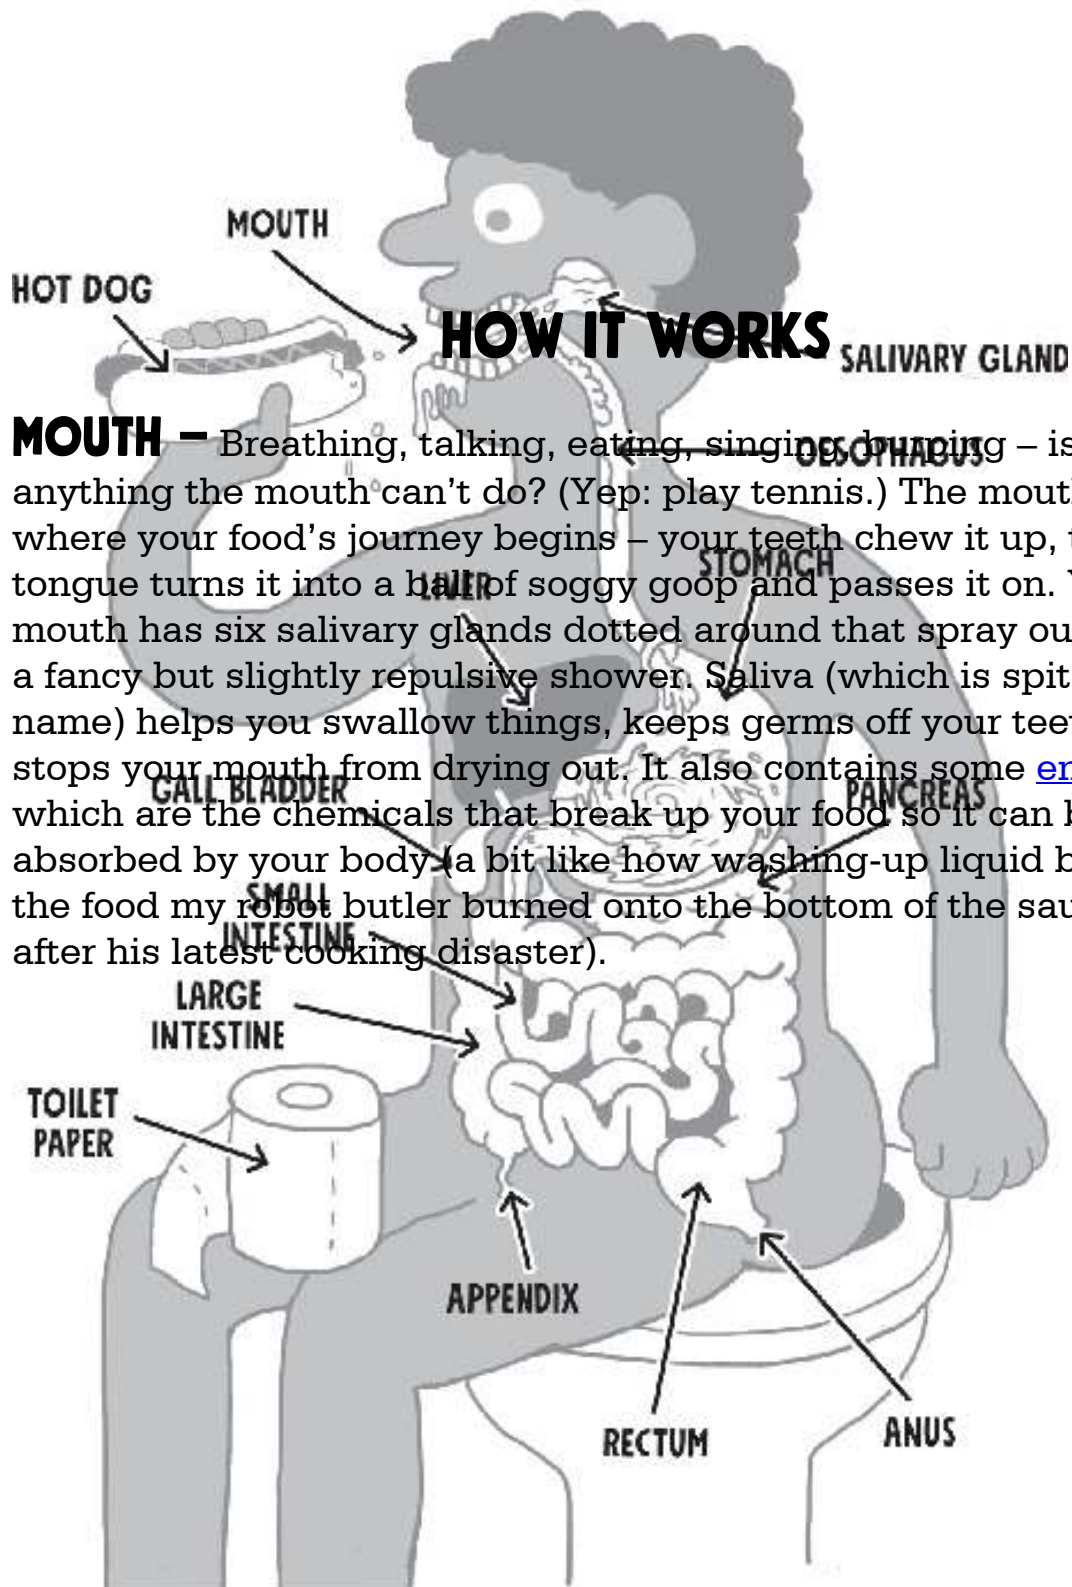 MOUTH
HOT DOG
HOW IT WORKS
SALIVARY GLAND
MOUTH – Breathing, talking, eating, singing, burping – is
OESOPHAGUS
anything the mouth can't do? (Yep: play tennis.) The
where your food's journey begins – your teeth chew it up,
STOMACH
tongue turns it into a ball of soggy goop and passes it on.
LIVER
mouth has six salivary glands dotted around that spray
a fancy but slightly repulsive shower. Saliva (which is spit
name) helps you swallow things, keeps germs off your
stops your mouth from drying out. It also contains some
GALL BLADDER
PANCREAS
which are the chemicals that break up your food so it can
absorbed by your body (a bit like how washing-up liquid
SMALL
the food my robot butler burned onto the bottom of the
INTESTINE
after his latest cooking disaster).
LARGE
INTESTINE
TOILET
PAPER
APPENDIX
RECTUM
ANUS